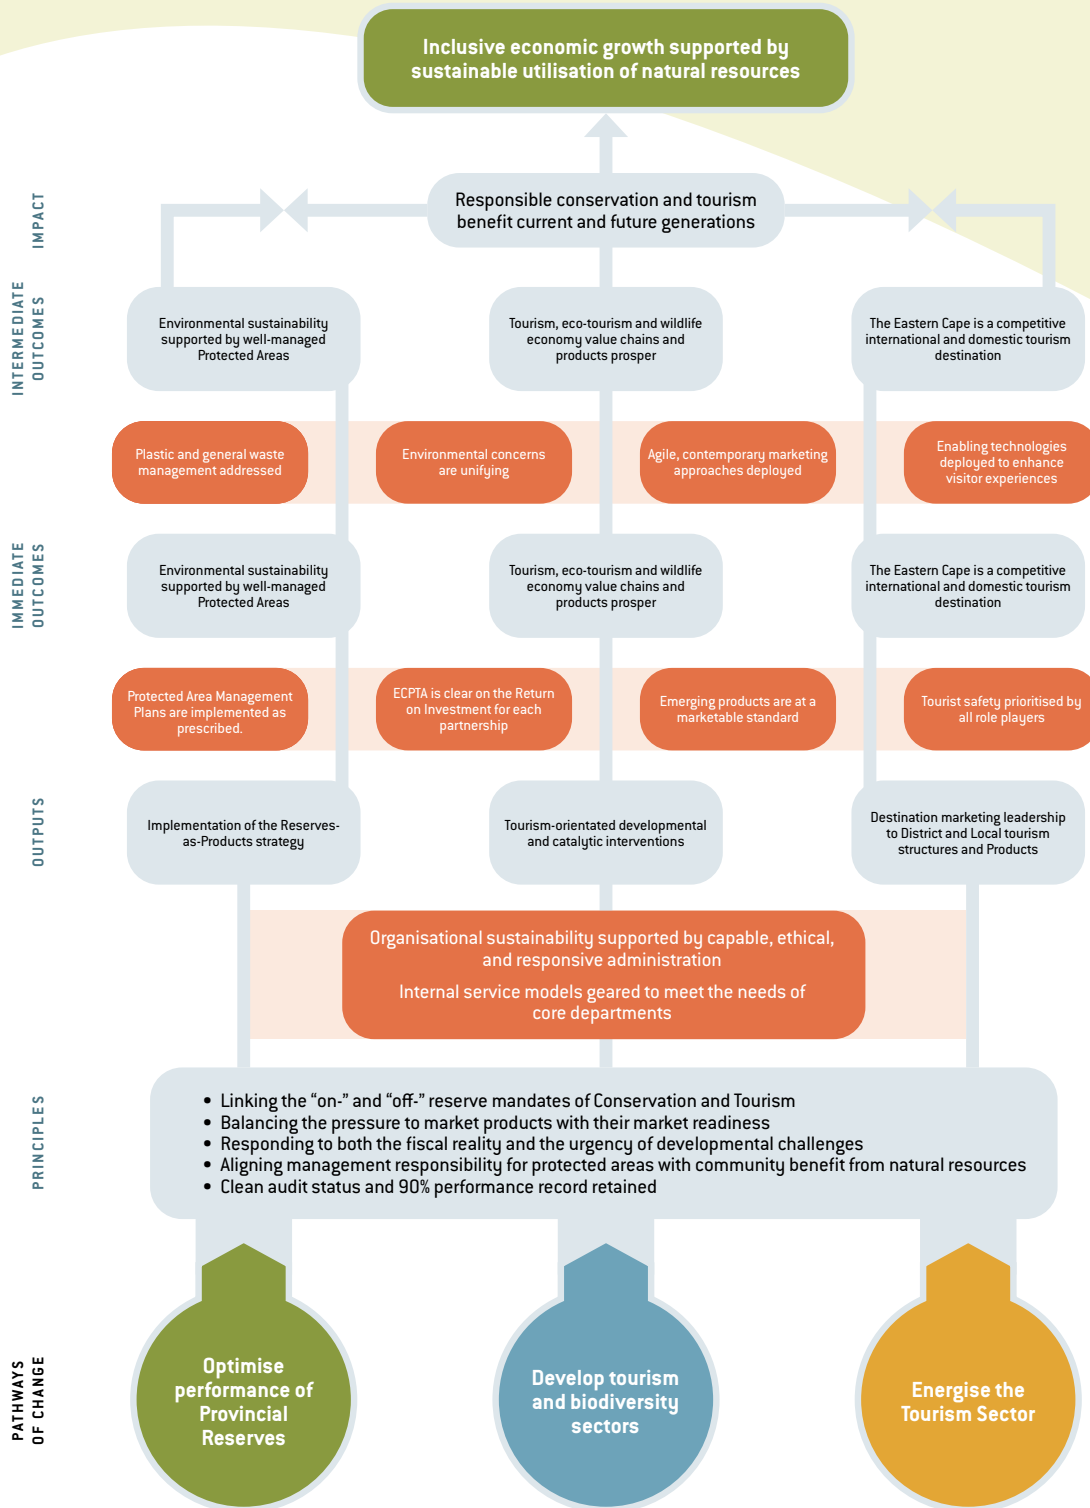 Inclusive economic growth supported by
sustainable utilisation of natural resources
IMPACT
Responsible conservation and tourism
benefit current and future generations
INTERMEDIATE
OUTCOMES
Environmental sustainability
supported by well-managed
Protected Areas
Tourism, eco-tourism and wildlife
economy value chains and
products prosper
The Eastern Cape is a competitive
international and domestic tourism
destination
Plastic and general waste
management addressed
Environmental concerns
are unifying
Agile, contemporary marketing
approaches deployed
Enabling technologies
deployed to enhance
visitor experiences
IMMEDIATE
OUTCOMES
Environmental sustainability
supported by well-managed
Protected Areas
Tourism, eco-tourism and wildlife
economy value chains and
products prosper
The Eastern Cape is a competitive
international and domestic tourism
destination
Protected Area Management
Plans are implemented as
prescribed.
ECPTA is clear on the Return
on Investment for each
partnership
Emerging products are at a
marketable standard
Tourist safety prioritised by
all role players
OUTPUTS
Implementation of the Reserves-
as-Products strategy
Tourism-orientated developmental
and catalytic interventions
Destination marketing leadership
to District and Local tourism
structures and Products
Organisational sustainability supported by capable, ethical,
and responsive administration
Internal service models geared to meet the needs of
core departments
PRINCIPLES
• Linking the “on-” and “off-” reserve mandates of Conservation and Tourism
• Balancing the pressure to market products with their market readiness
• Responding to both the fiscal reality and the urgency of developmental challenges
• Aligning management responsibility for protected areas with community benefit from natural resources
• Clean audit status and 90% performance record retained
PATHWAYS
OF CHANGE
Optimise
performance of
Provincial
Reserves
Develop tourism
and biodiversity
sectors
Energise the
Tourism Sector